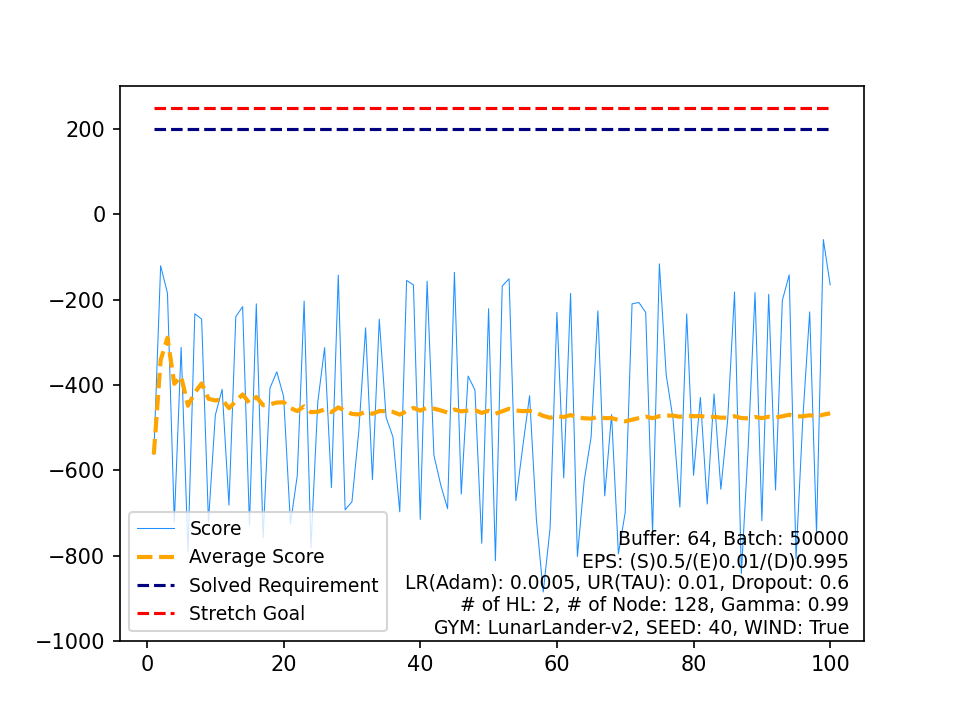 200
0
−200
−400
−600
−800
−1000
0
20
40
60
80
100
Score
Average Score
Solved Requirement
Stretch Goal
Buffer: 64, Batch: 50000
EPS: (S)0.5/(E)0.01/(D)0.995
LR(Adam): 0.0005, UR(TAU): 0.01, Dropout: 0.6
# of HL: 2, # of Node: 128, Gamma: 0.99
GYM: LunarLander-v2, SEED: 40, WIND: True